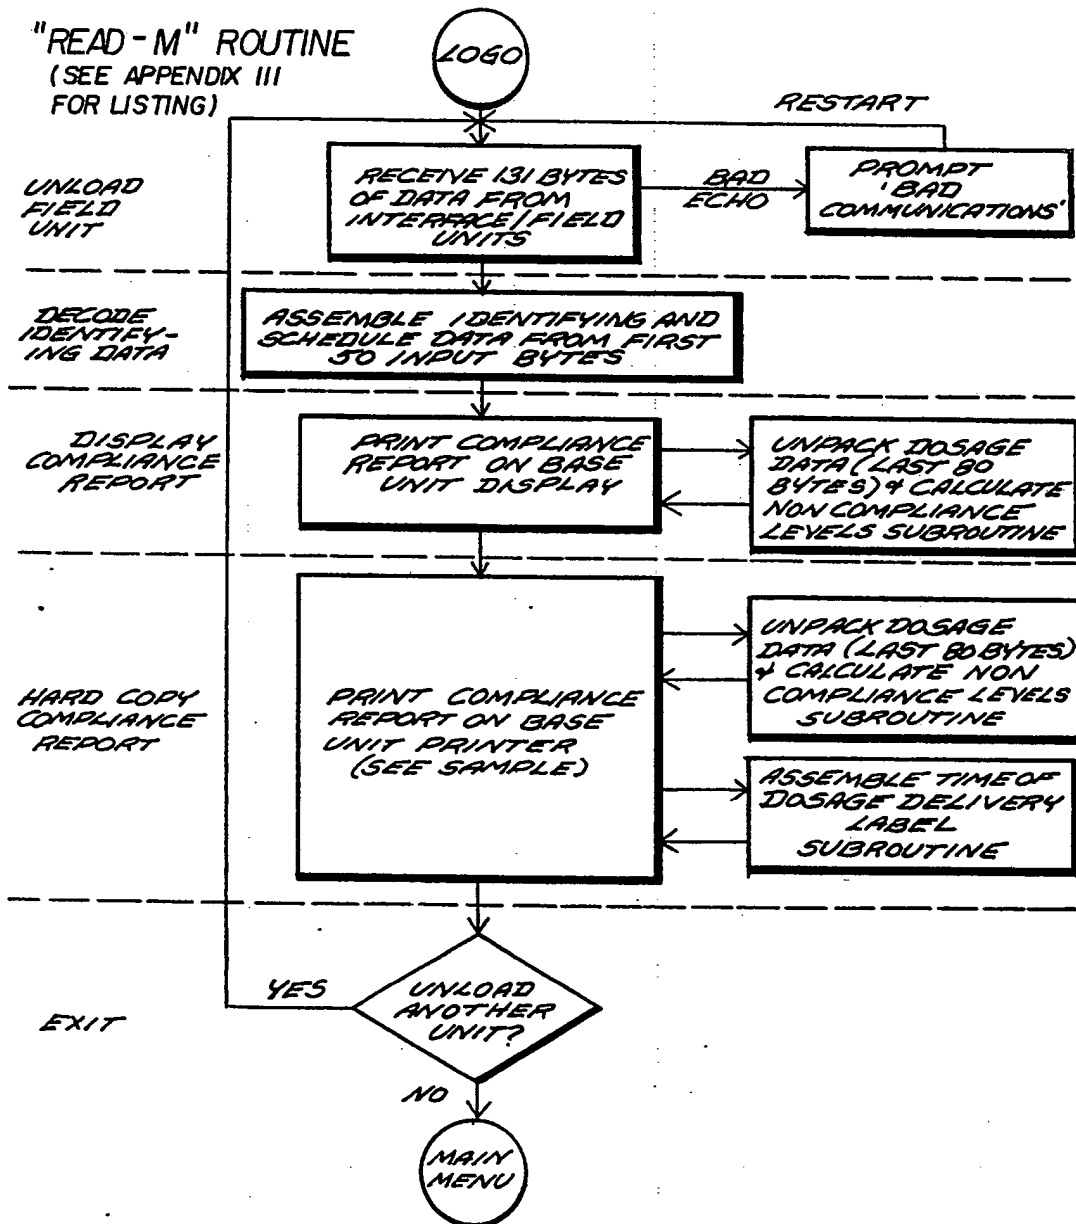 "READ-M" ROUTINE
(SEE APPENDIX III
FOR LISTING)
LOGO
RESTART
UNLOAD
FIELD
UNIT
RECEIVE 131 BYTES
OF DATA FROM
INTERFACE/FIELD
UNITS
BAD
ECHO
PROMPT
'BAD
COMMUNICATIONS'
DECODE
IDENTIFY-
ING DATA
ASSEMBLE IDENTIFYING AND
SCHEDULE DATA FROM FIRST
50 INPUT BYTES
DISPLAY
COMPLIANCE
REPORT
PRINT COMPLIANCE
REPORT ON BASE
UNIT DISPLAY
UNPACK DOSAGE
DATA (LAST 80
BYTES) & CALCULATE
NON COMPLIANCE
LEVELS SUBROUTINE
HARD COPY
COMPLIANCE
REPORT
PRINT COMPLIANCE
REPORT ON BASE
UNIT PRINTER
(SEE SAMPLE)
UNPACK DOSAGE
DATA (LAST 80 BYTES)
& CALCULATE NON
COMPLIANCE LEVELS
SUBROUTINE
ASSEMBLE TIME OF
DOSAGE DELIVERY
LABEL
SUBROUTINE
EXIT
YES
UNLOAD
ANOTHER
UNIT?
NO
MAIN
MENU